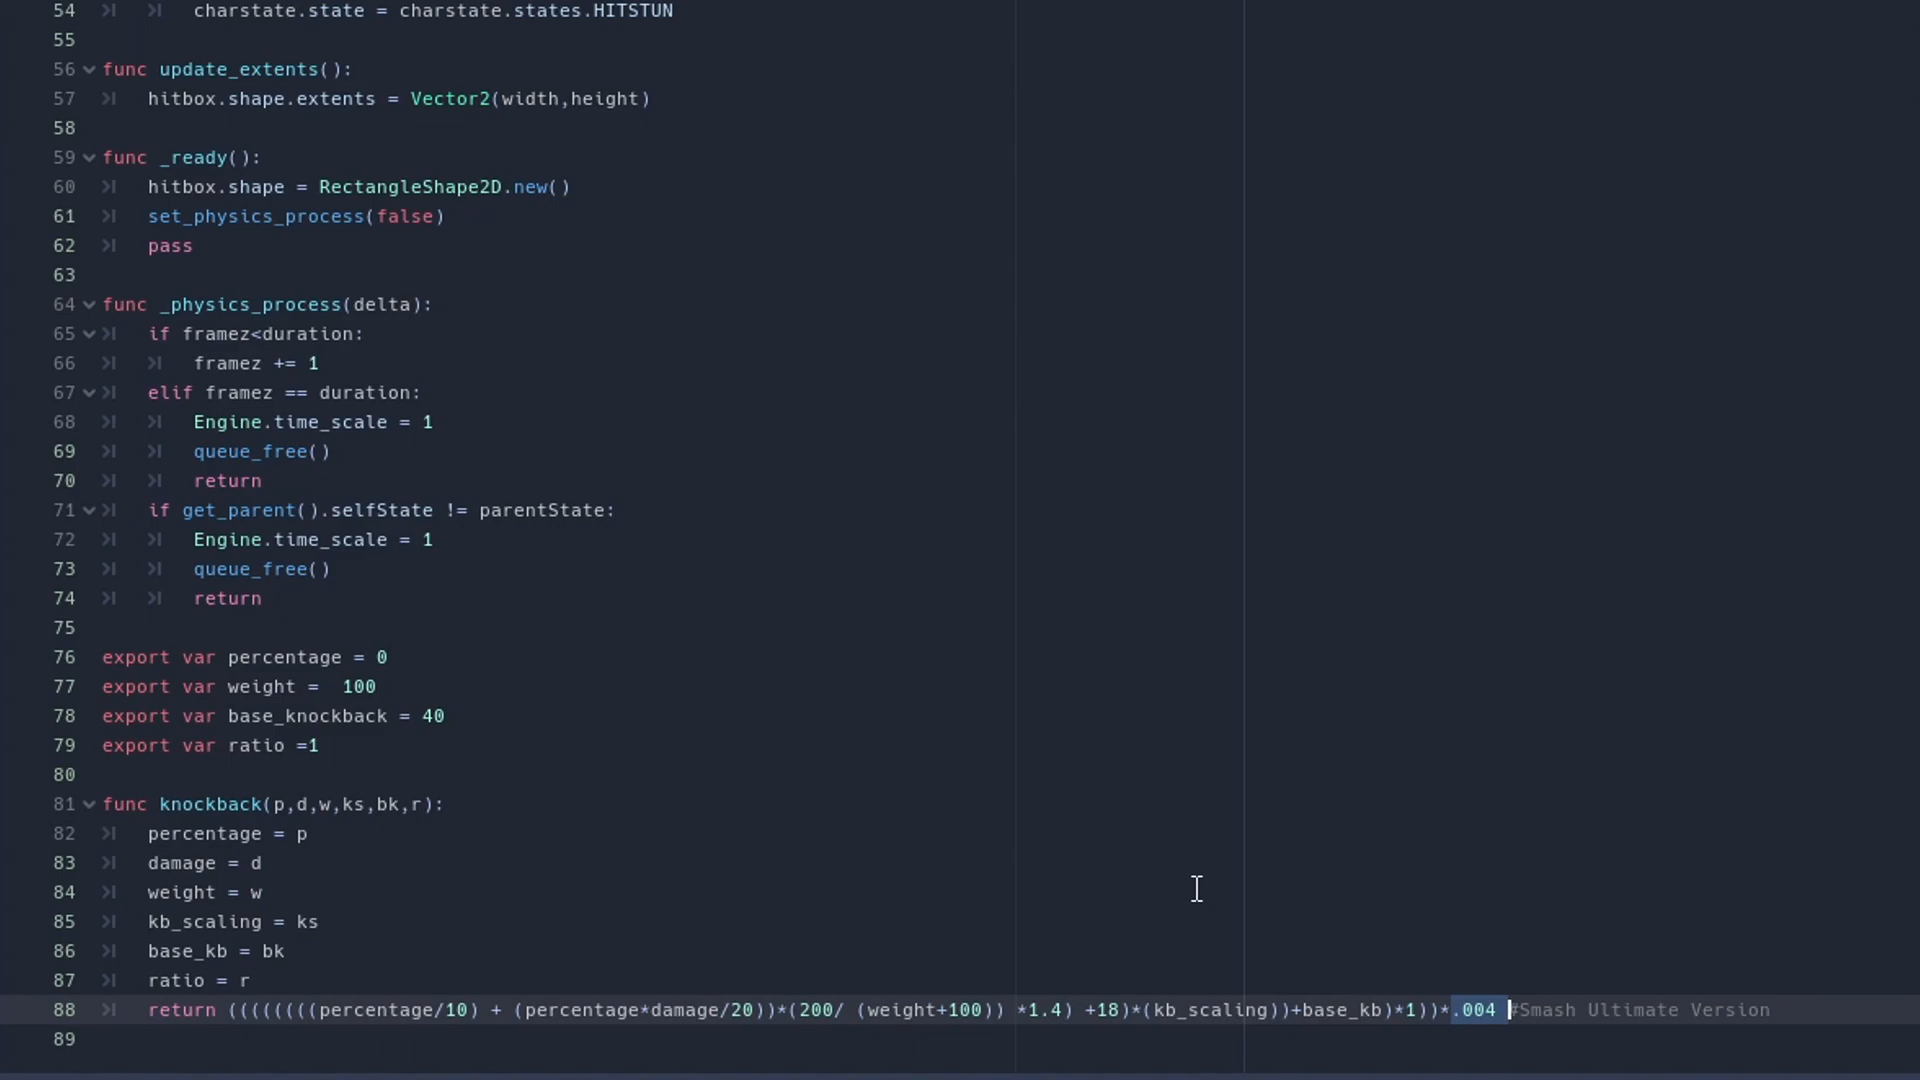 54 charstate.state = charstate.states.HITSTUN
55
56 func update_extents():
57 hitbox.shape.extents = Vector2(width,height)
58
59 func _ready():
60 hitbox.shape = RectangleShape2D.new()
61 set_physics_process(false)
62 pass
63
64 func _physics_process(delta):
65 if framez<duration:
66 framez += 1
67 elif framez == duration:
68 Engine.time_scale = 1
69 queue_free()
70 return
71 if get_parent().selfState != parentState:
72 Engine.time_scale = 1
73 queue_free()
74 return
75
76 export var percentage = 0
77 export var weight =  100
78 export var base_knockback = 40
79 export var ratio =1
80
81 func knockback(p,d,w,ks,bk,r):
82 percentage = p
83 damage = d
84 weight = w
85 kb_scaling = ks
86 base_kb = bk
87 ratio = r
88 return ((((((((percentage/10) + (percentage*damage/20))*(200/ (weight+100)) *1.4) +18)*(kb_scaling))+base_kb)*1))*.004 #Smash Ultimate Version
89